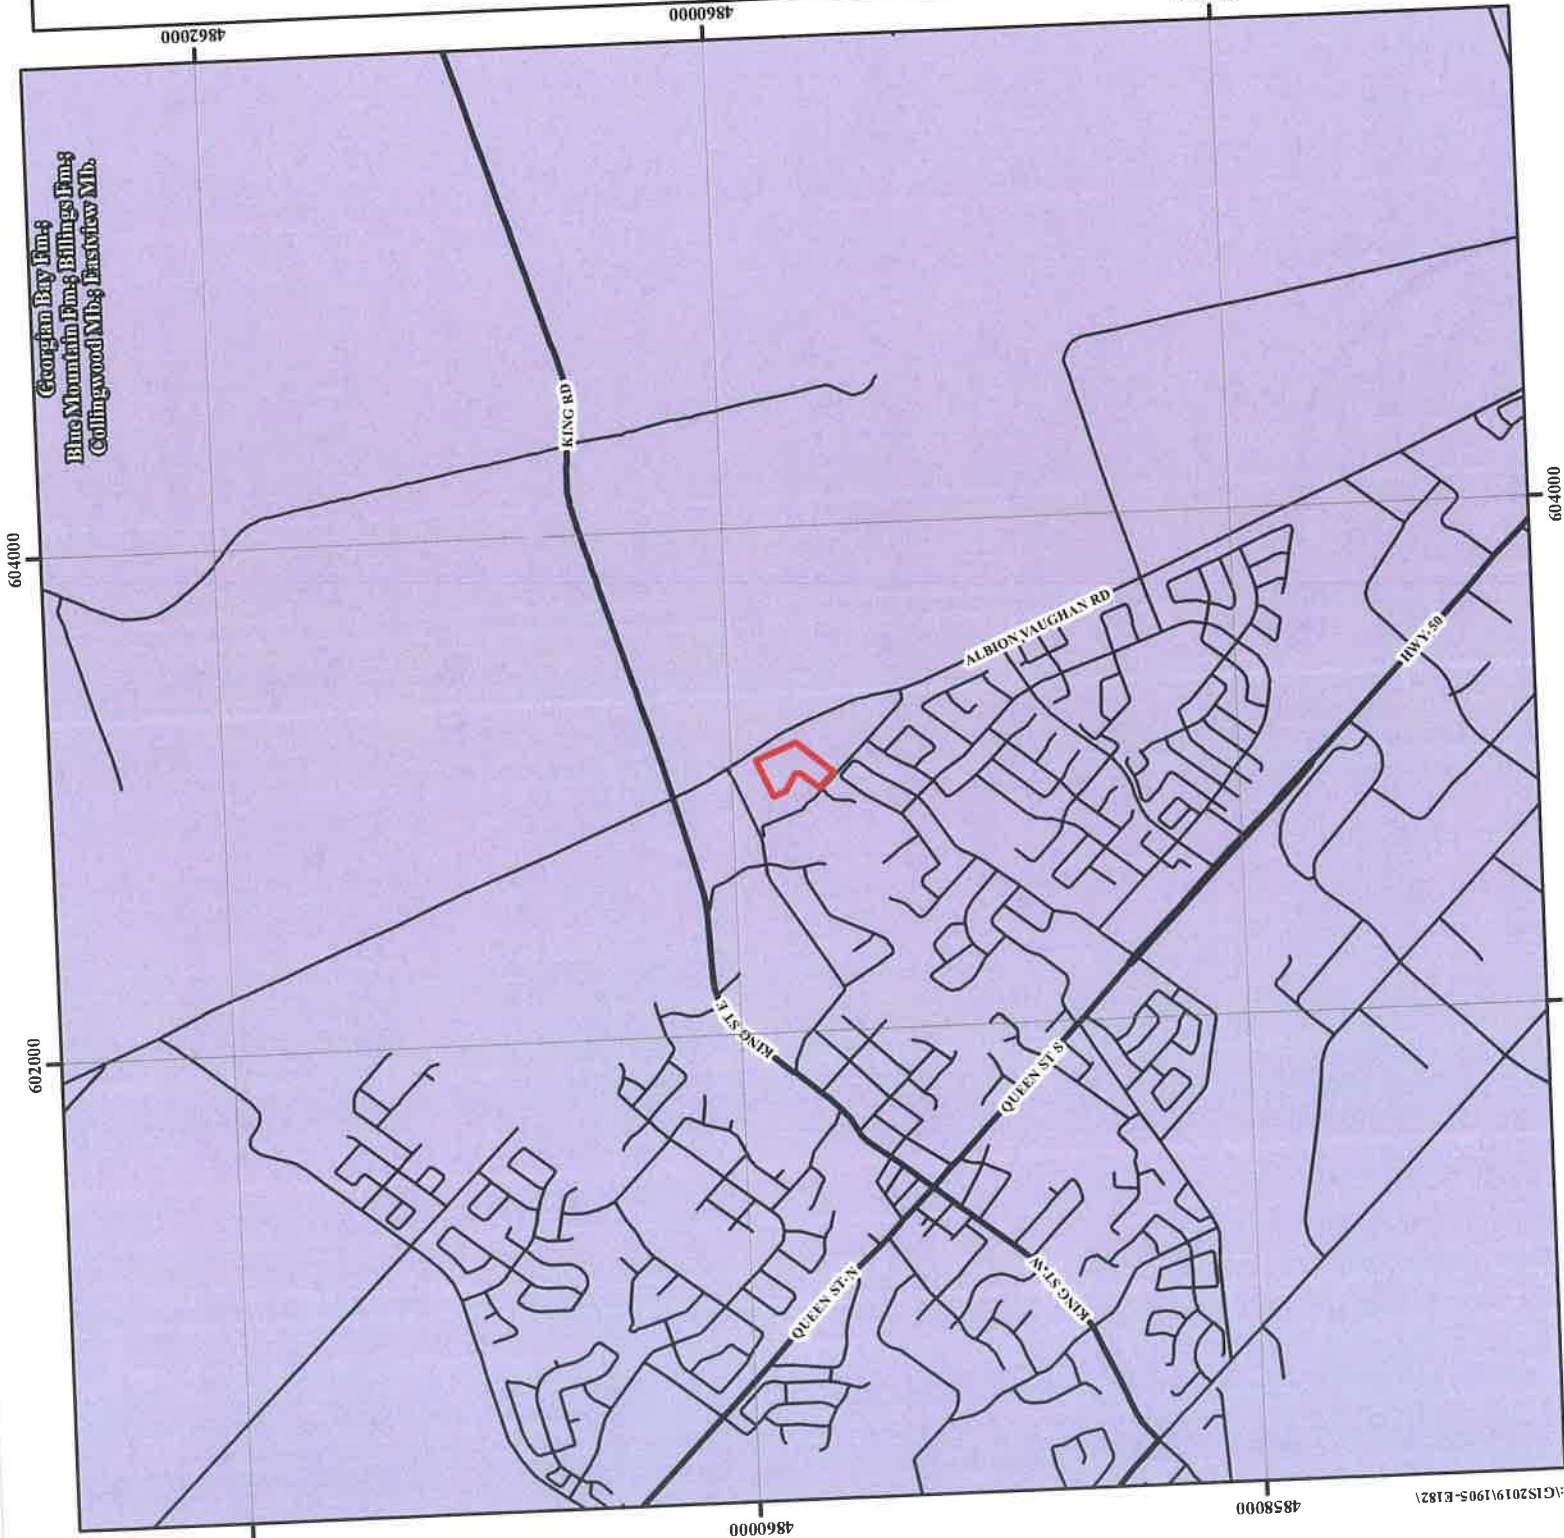 4862000
4860000
Georgian Bay Fm.;
Blue Mountain Fm.; Billings Fm.;
Collingwood Mb.; Eastview Mb.
KING RD
604000
604000
ALBION VAUGHAN RD
HWY-50
602000
KING ST E
QUEEN ST S
QUEEN ST-N
KING ST-W
4860000
4858000
:\GIS2019\1905-E182\